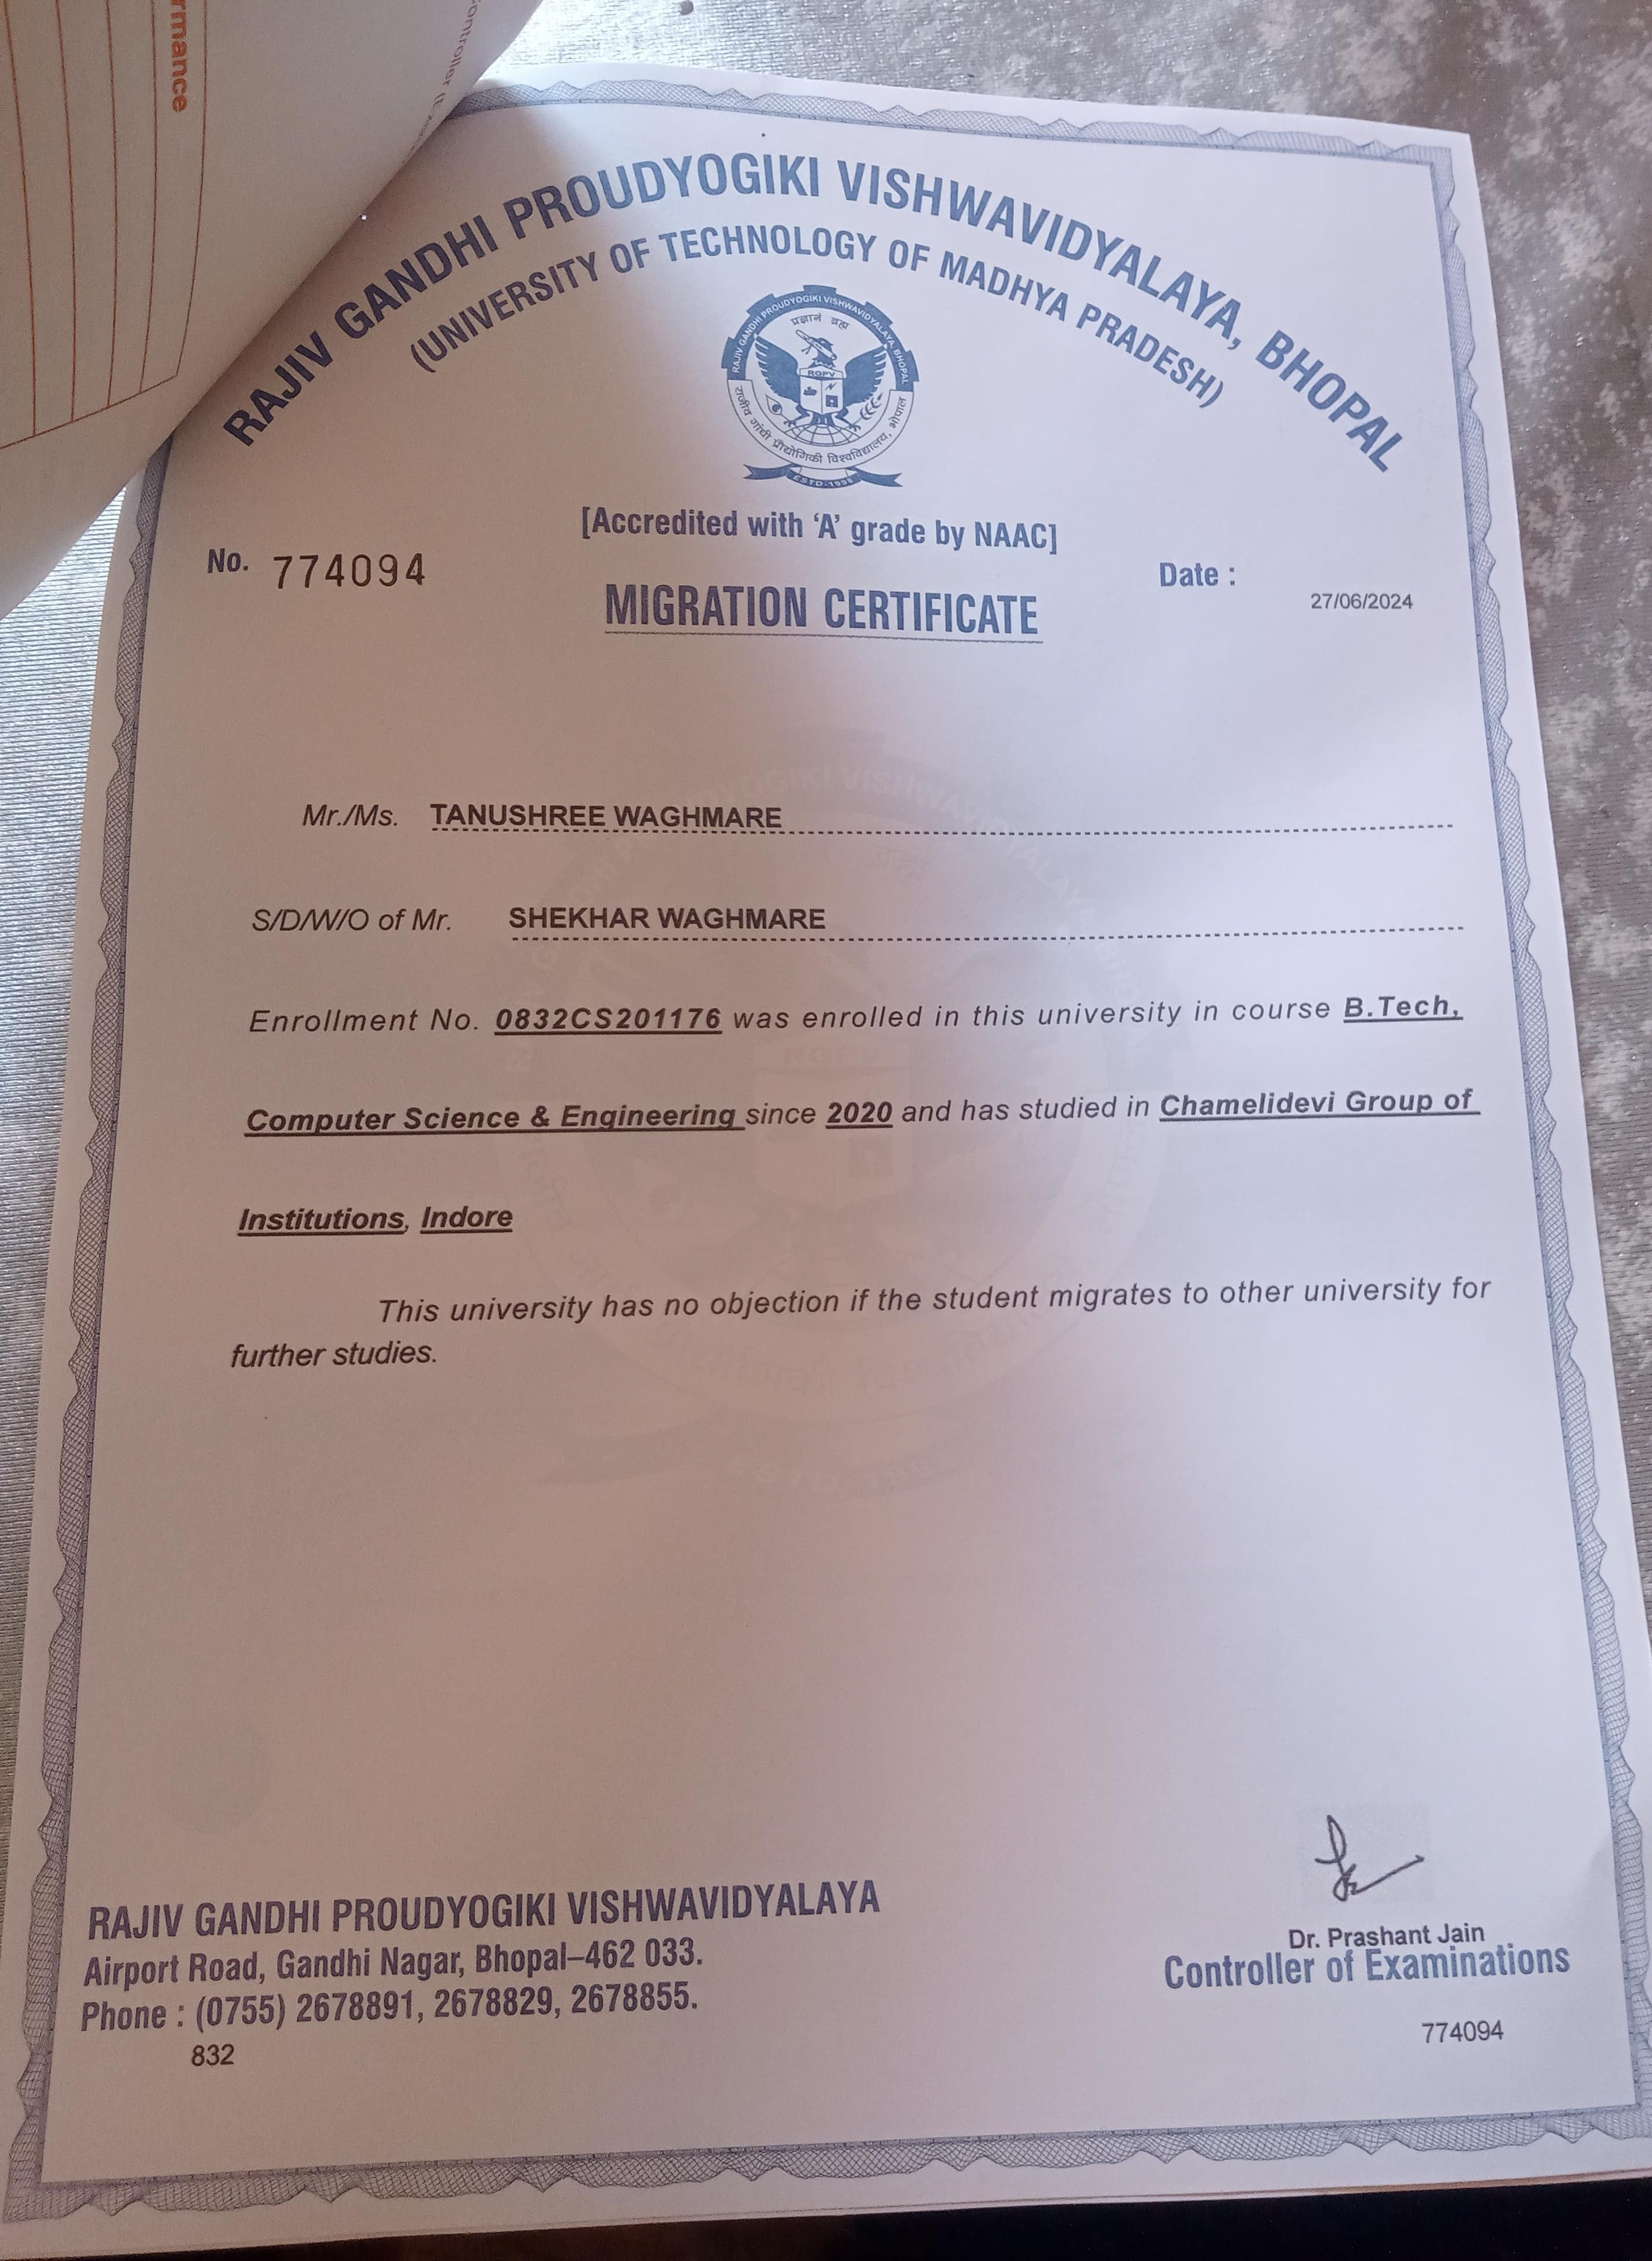 rmance
RAJIV GANDHI PROUDYOGIKI VISHWAVIDYALAYA, BHOPAL
(UNIVERSITY OF TECHNOLOGY OF MADHYA PRADESH)
RAJIV GANDHI PROUDYOGIKI VISHWAVIDYALAYA, BHOPAL
प्रज्ञानं ब्रह्म
RGPV
राजीव गांधी प्रौद्योगिकी विश्वविद्यालय, भोपाल
ESTD-1998
[Accredited with ‘A’ grade by NAAC]
No. 774094
Date :
27/06/2024
MIGRATION CERTIFICATE
Mr./Ms. TANUSHREE WAGHMARE
S/D/W/O of Mr. SHEKHAR WAGHMARE
Enrollment No. 0832CS201176 was enrolled in this university in course B.Tech,
Computer Science & Engineering since 2020 and has studied in Chamelidevi Group of
Institutions, Indore
This university has no objection if the student migrates to other university for
further studies.
RAJIV GANDHI PROUDYOGIKI VISHWAVIDYALAYA
Airport Road, Gandhi Nagar, Bhopal–462 033.
Phone : (0755) 2678891, 2678829, 2678855.
832
Dr. Prashant Jain
Controller of Examinations
774094